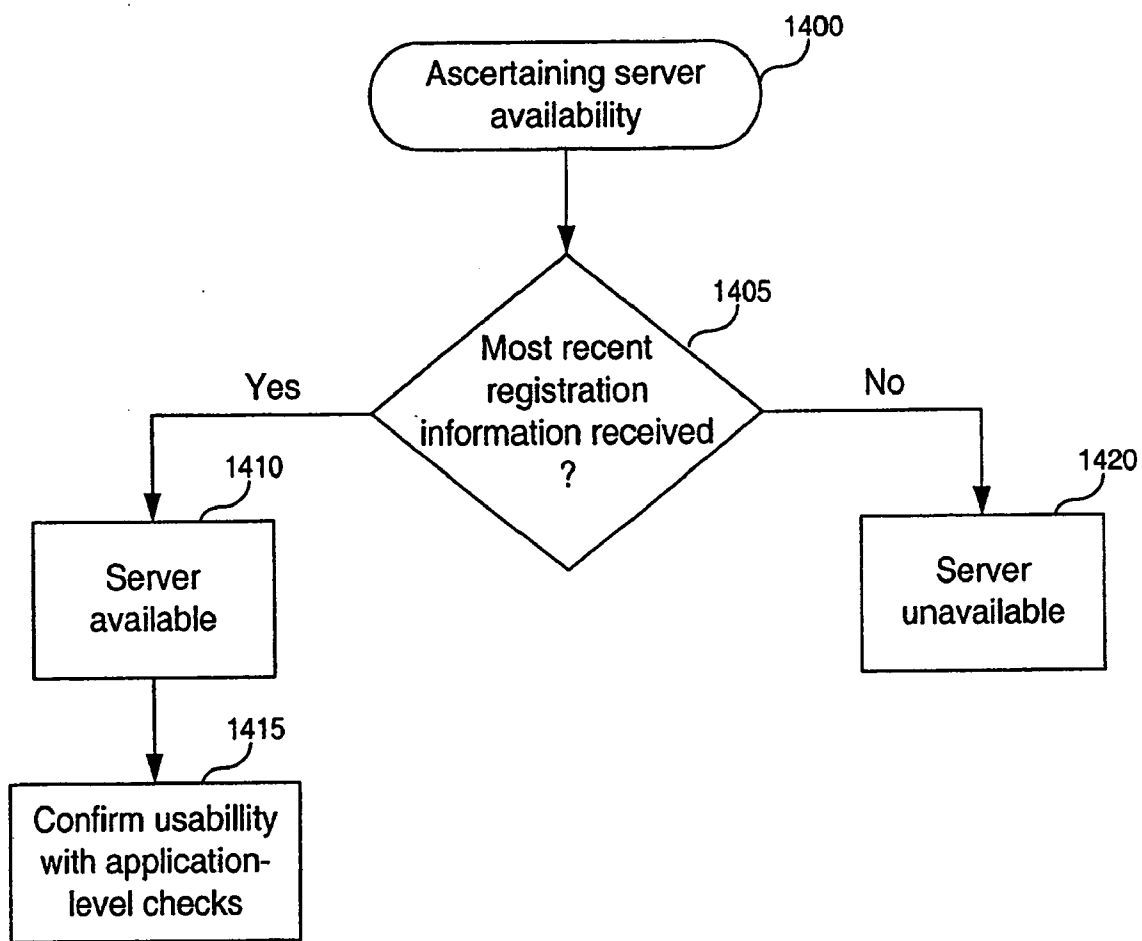 1400
Ascertaining server
availability
1405
Most recent
registration
information received
?
Yes
No
1410
Server
available
1420
Server
unavailable
1415
Confirm usabillity
with application-
level checks